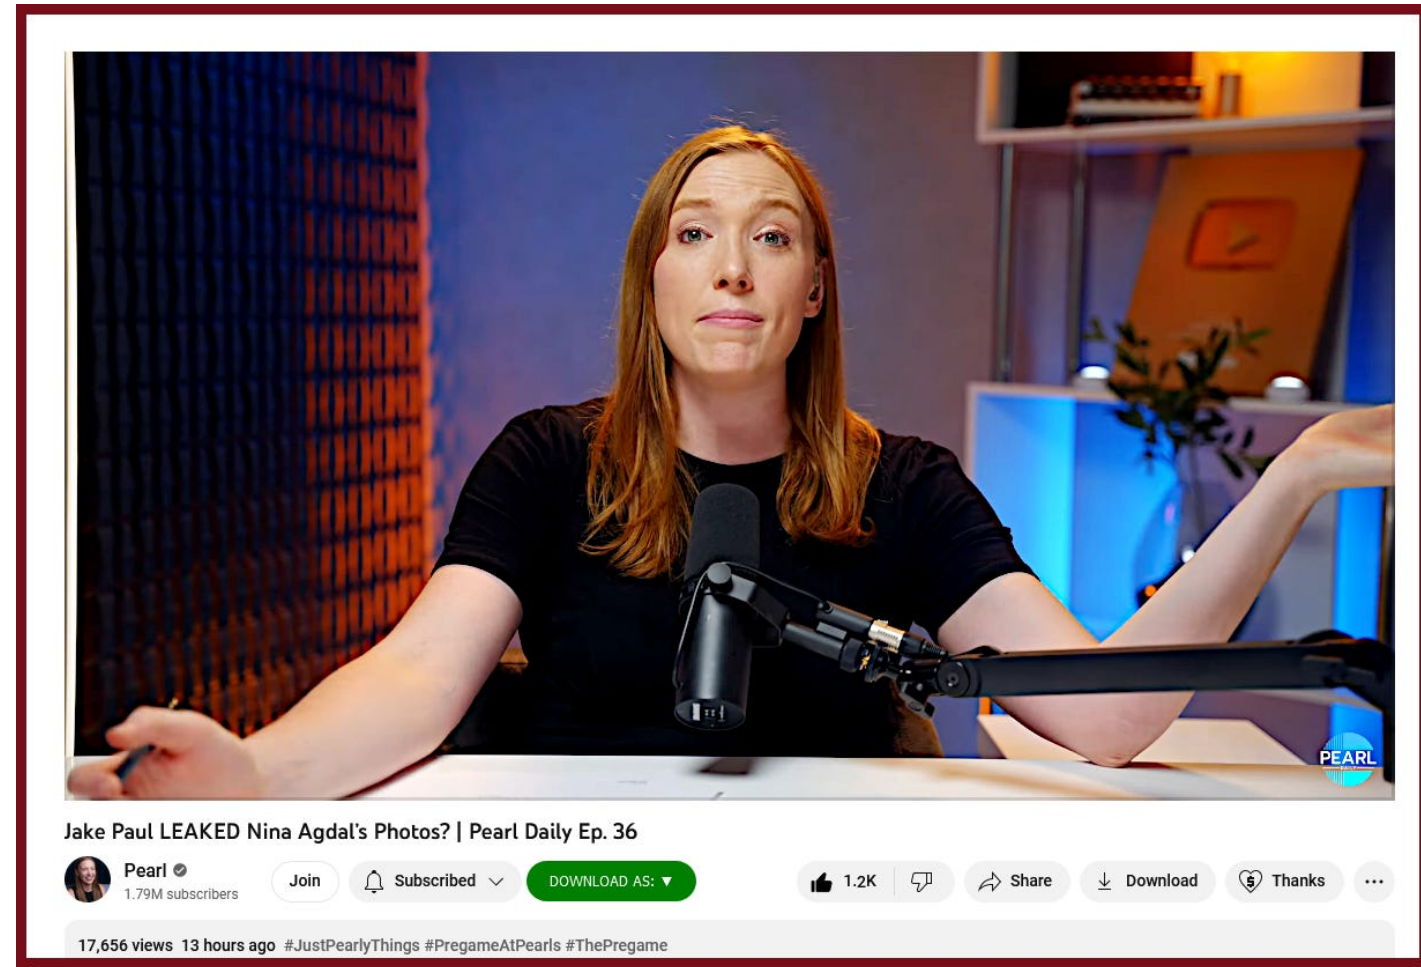 PEARL
Jake Paul LEAKED Nina Agdal's Photos? | Pearl Daily Ep. 36
Pearl
1.79M subscribers
Join
Subscribed
DOWNLOAD AS: ▼
1.2K
Share
Download
Thanks
17,656 views 13 hours ago #JustPearlyThings #PregameAtPearls #ThePregame